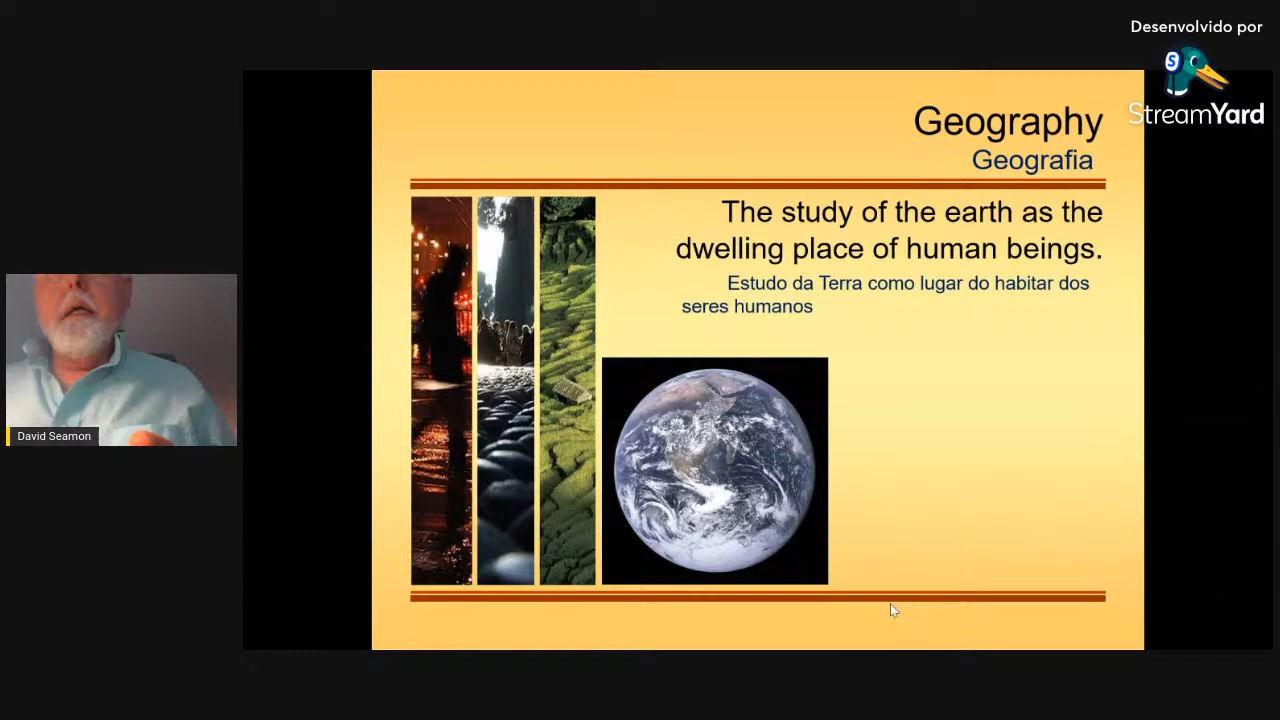 Desenvolvido por
StreamYard
Geography
Geografia
The study of the earth as the
dwelling place of human beings.
Estudo da Terra como lugar do habitar dos
seres humanos
David Seamon